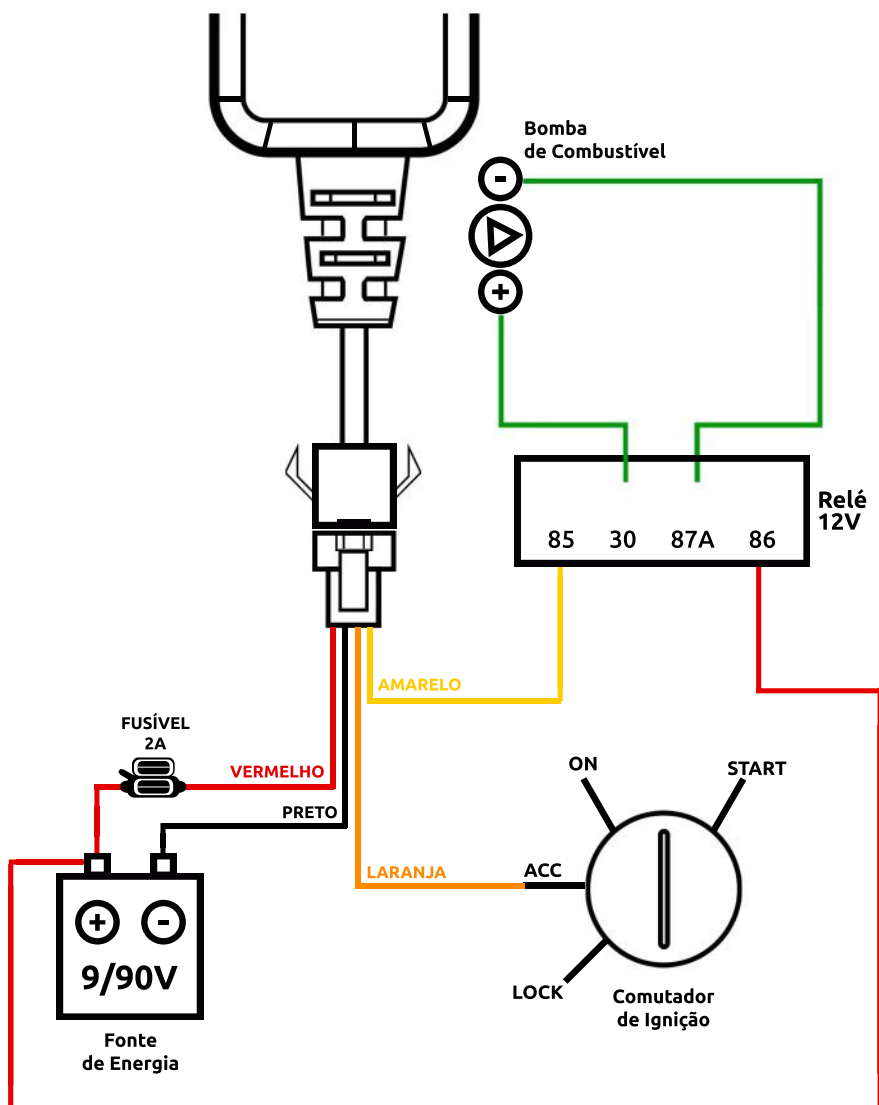 Bomba
de Combustível
-
+
Relé
12V
85 30 87A 86
AMARELO
FUSÍVEL
2A
VERMELHO
PRETO
LARANJA
ON
START
ACC
LOCK
Comutador
de Ignição
+ -
9/90V
Fonte
de Energia